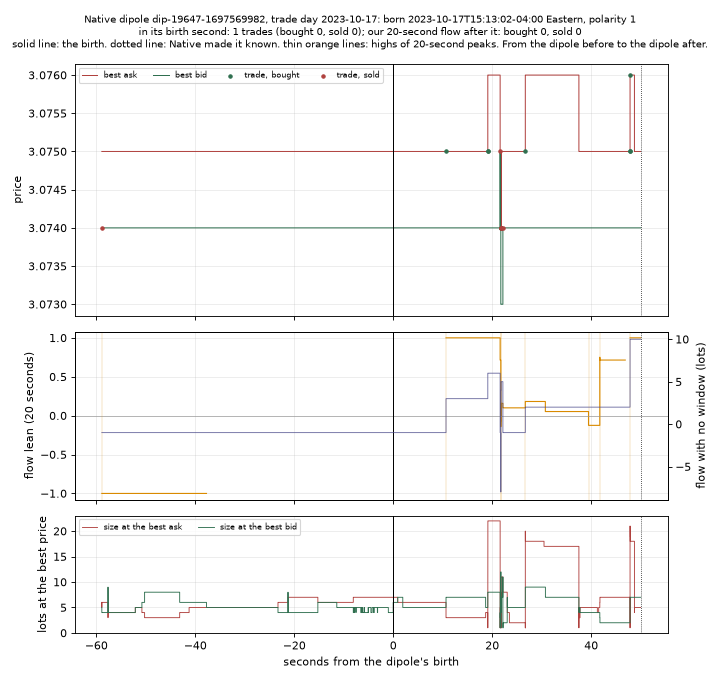 Native dipole dip-19647-1697569982, trade day 2023-10-17: born 2023-10-17T15:13:02-04:00 Eastern, polarity 1
in its birth second: 1 trades (bought 0, sold 0); our 20-second flow after it: bought 0, sold 0
solid line: the birth. dotted line: Native made it known. thin orange lines: highs of 20-second peaks. From the dipole before to the dipole after.
best ask
best bid
trade, bought
trade, sold
3.0760
3.0755
3.0750
3.0745
3.0740
3.0735
3.0730
price
1.0
0.5
0.0
−0.5
−1.0
flow lean (20 seconds)
10
5
0
−5
flow with no window (lots)
size at the best ask
size at the best bid
20
15
10
5
0
lots at the best price
−60
−40
−20
0
20
40
seconds from the dipole's birth